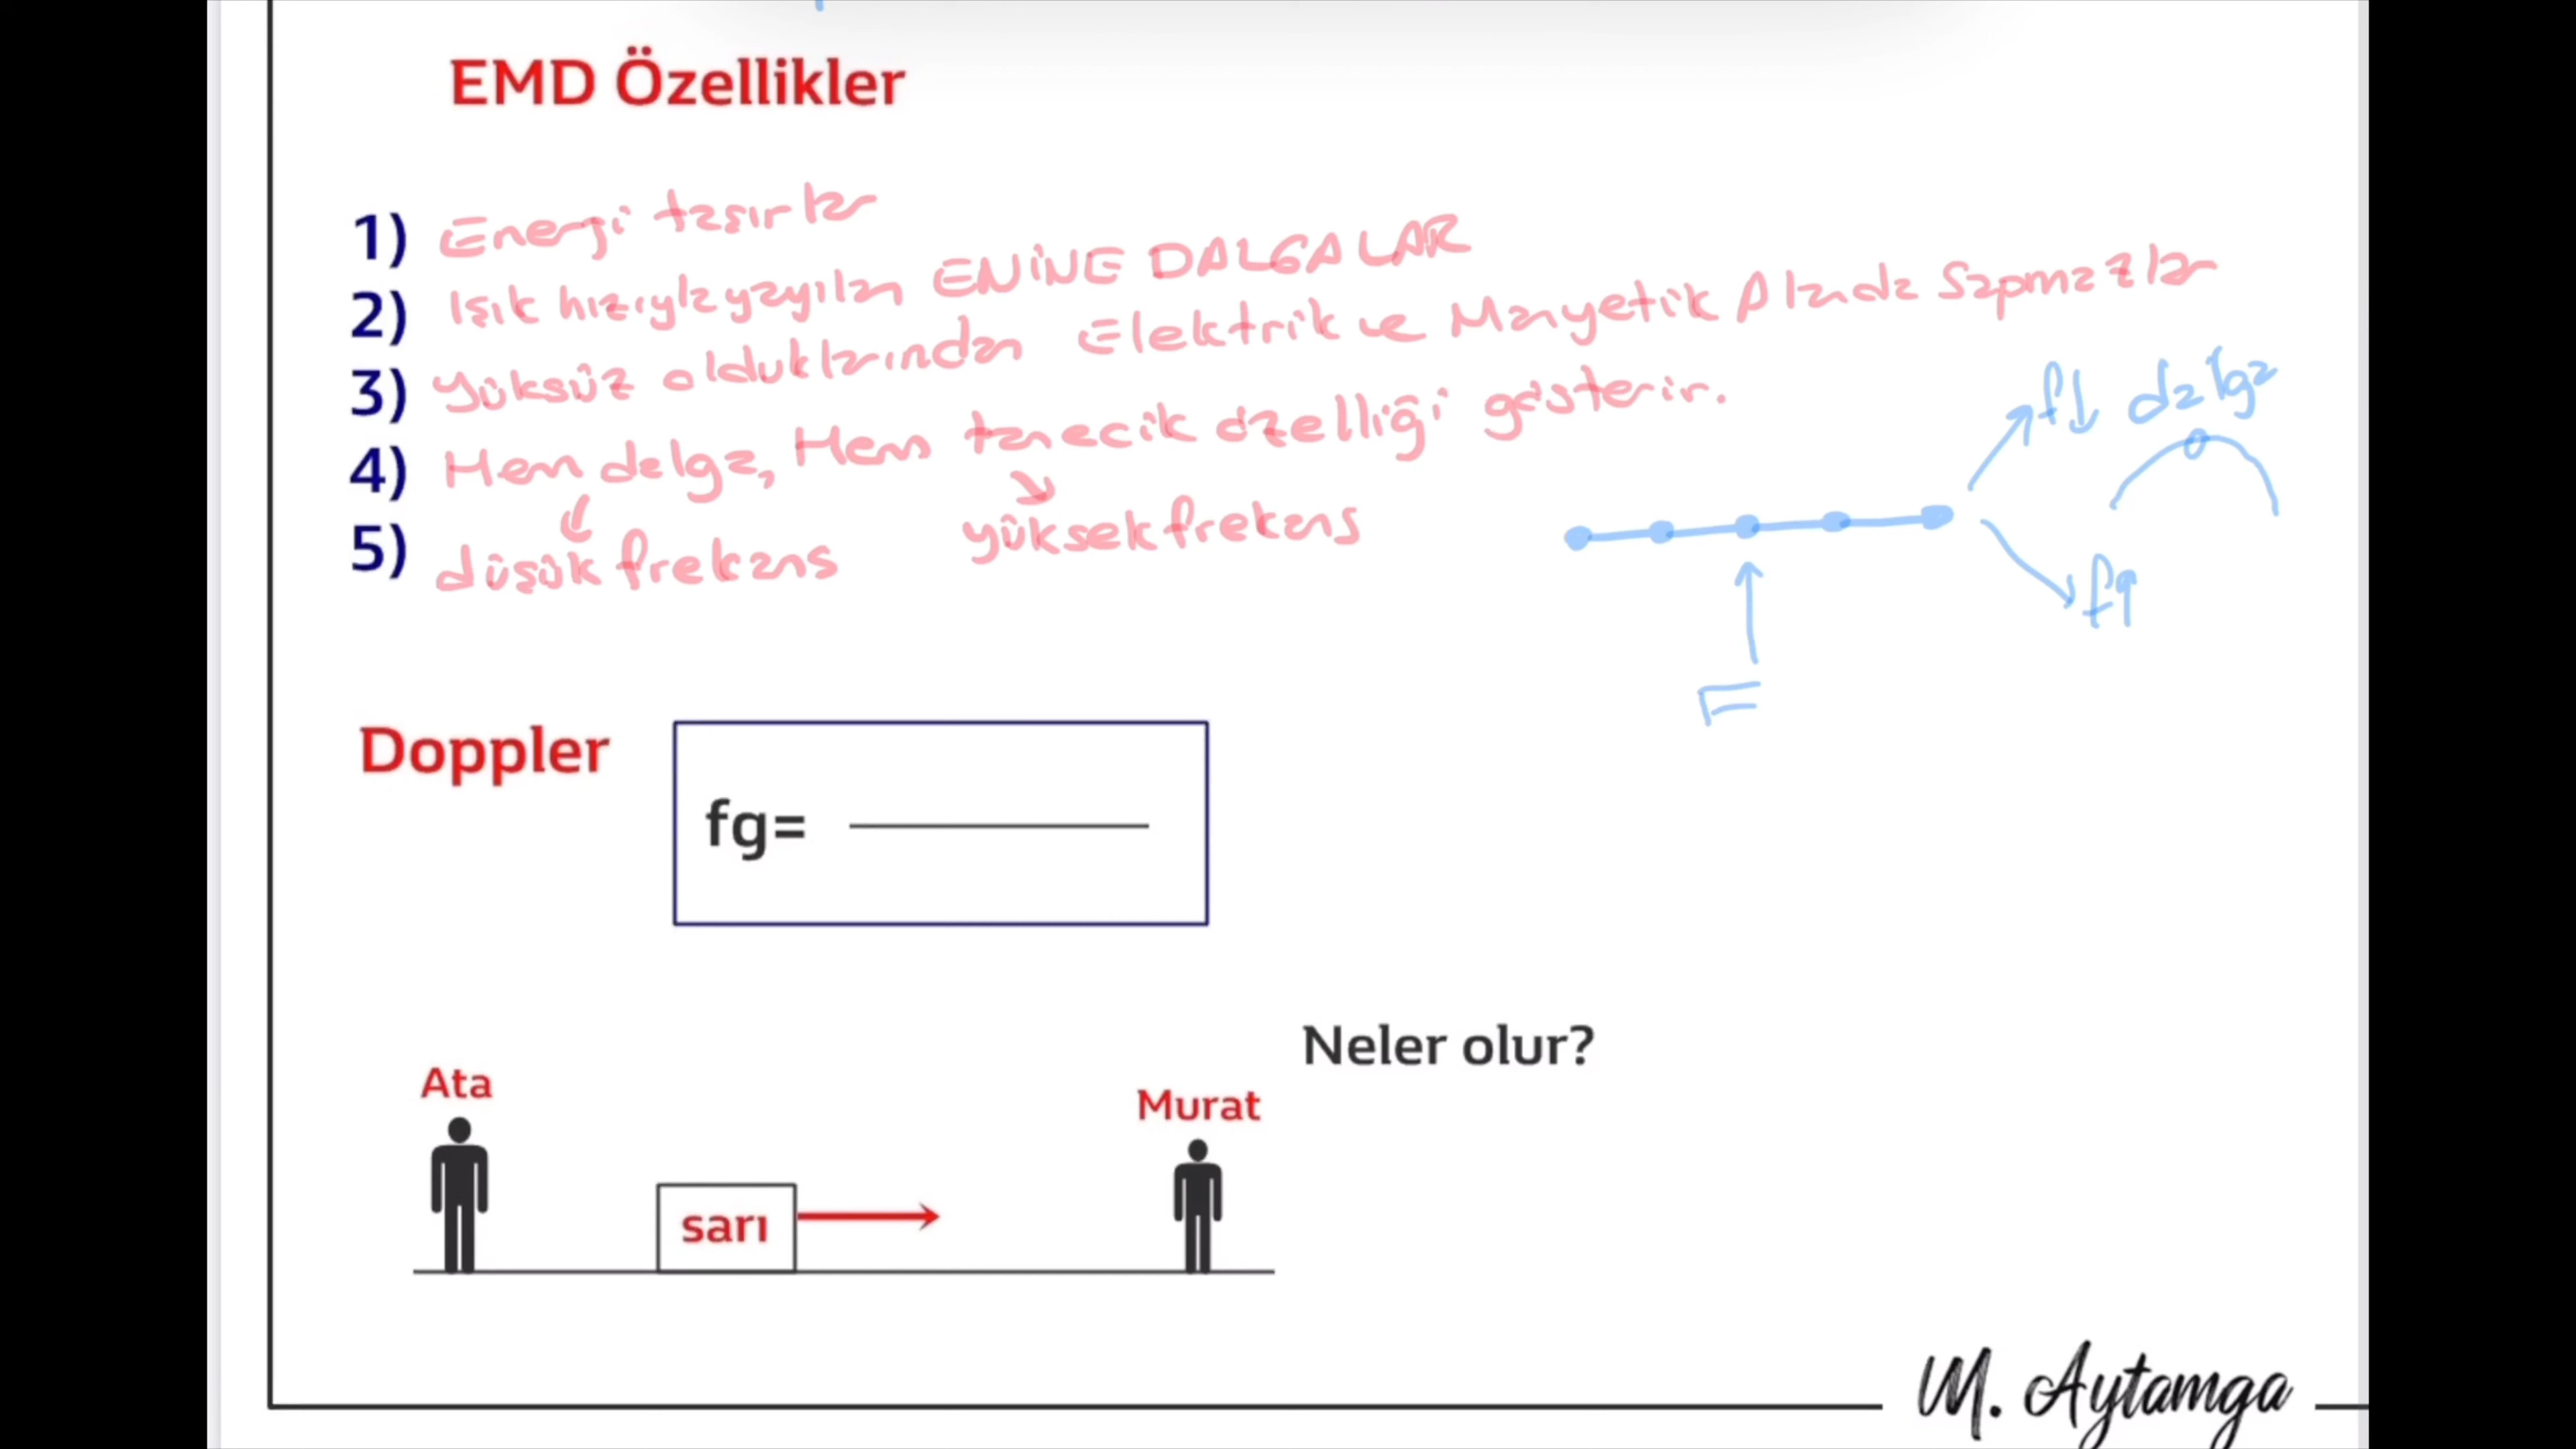 EMD Özellikler
1) Enerji taşırlar
2) Işık hızıyla yayılan ENİNE DALGALAR
3) Yüksüz olduklarından Elektrik ve Manyetik Alanda Sapmazlar
4) Hem dalga, Hem tanecik özelliği gösterir.
5) düşük frekans yüksek frekans
f↓ dalga
f↑
E
Doppler
fg=
Neler olur?
Ata
Murat
sarı
M. Aytamga